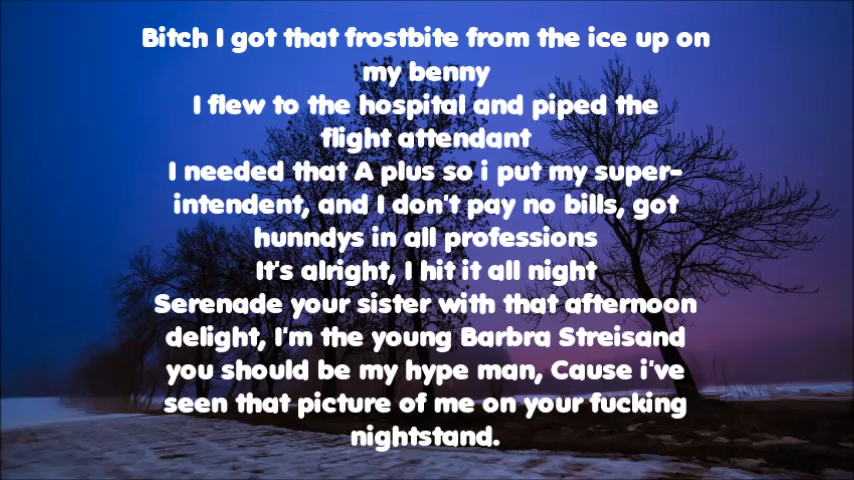 Bitch I got that frostbite from the ice up on
my benny
I flew to the hospital and piped the
flight attendant
I needed that A plus so i put my super-
intendent, and I don't pay no bills, got
hunndys in all professions
It's alright, I hit it all night
Serenade your sister with that afternoon
delight, I'm the young Barbra Streisand
you should be my hype man, Cause i've
seen that picture of me on your fucking
nightstand.